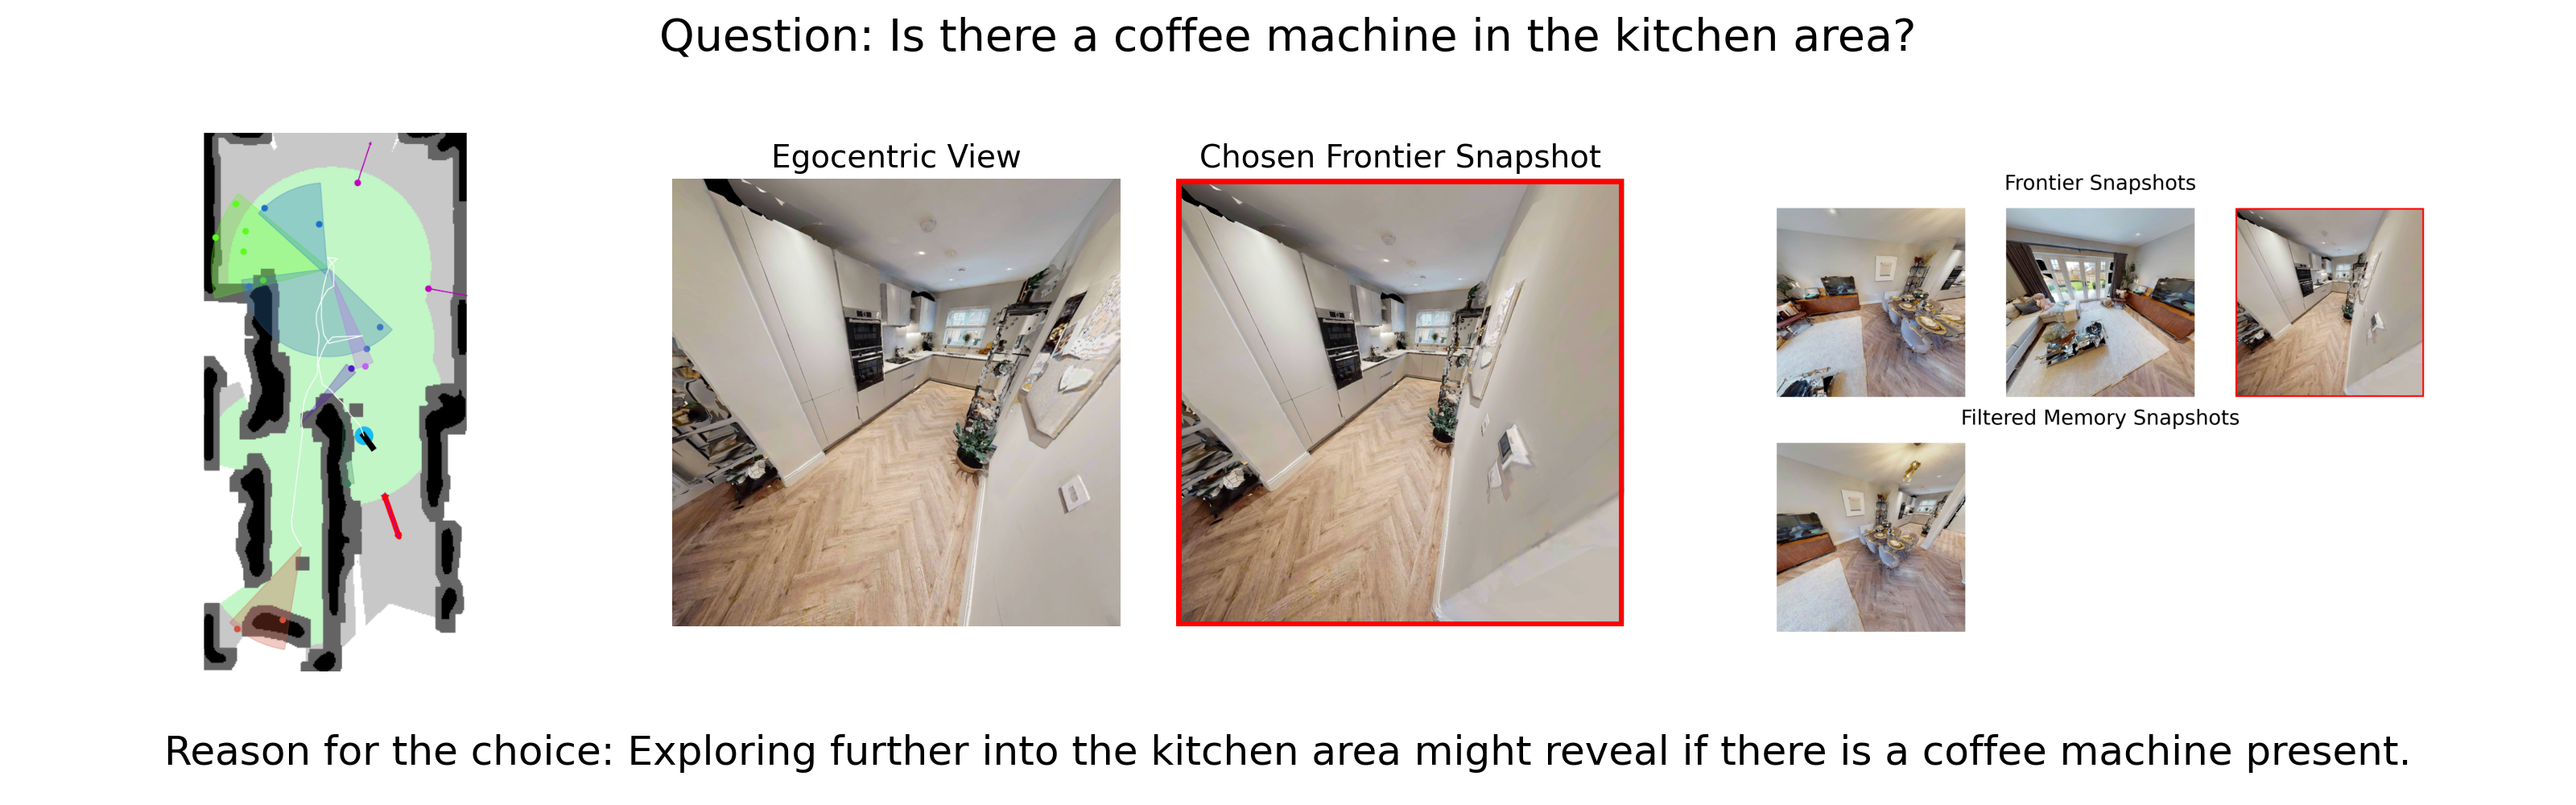 Question: Is there a coffee machine in the kitchen area?
Egocentric View
Chosen Frontier Snapshot
Frontier Snapshots
Filtered Memory Snapshots
Reason for the choice: Exploring further into the kitchen area might reveal if there is a coffee machine present.